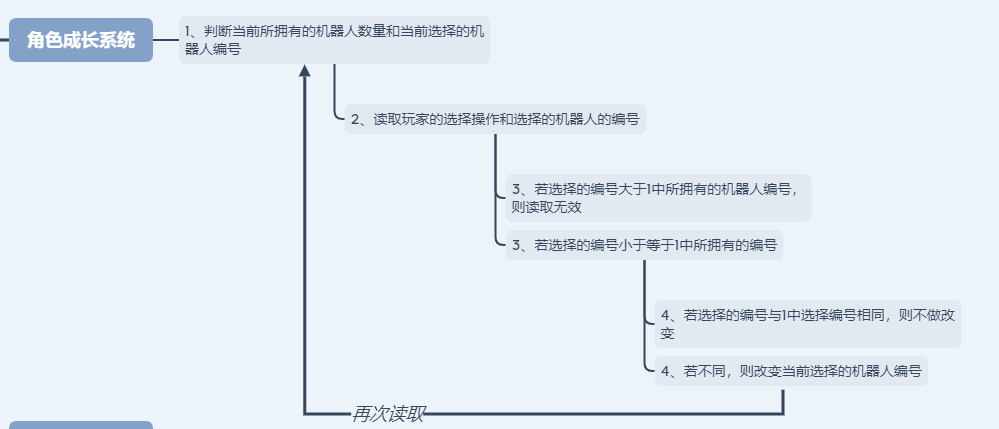 角色成长系统
1、判断当前所拥有的机器人数量和当前选择的机
器人编号
2、读取玩家的选择操作和选择的机器人的编号
3、若选择的编号大于1中所拥有的机器人编号，
则读取无效
3、若选择的编号小于等于1中所拥有的编号
4、若选择的编号与1中选择编号相同，则不做改
变
4、若不同，则改变当前选择的机器人编号
再次读取